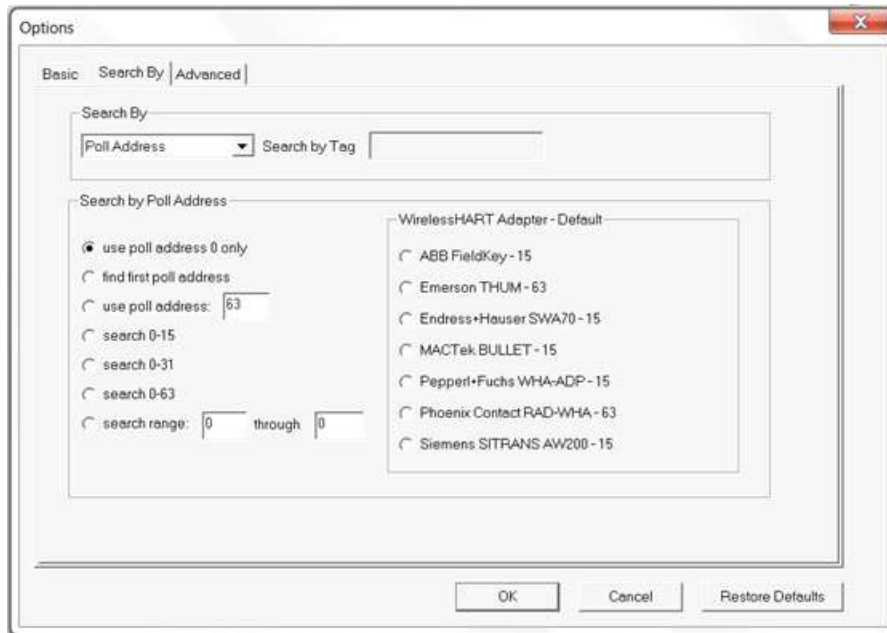 Options
Basic Search By Advanced
Search By
Poll Address Search by Tag
Search by Poll Address
use poll address 0 only
find first poll address
use poll address: 63
search 0-15
search 0-31
search 0-63
search range: 0 through 0
WirelessHART Adapter - Default
ABB FieldKey - 15
Emerson THUM - 63
Endress+Hauser SWA70 - 15
MACTek BULLET - 15
Pepperl+Fuchs WHA-ADP - 15
Phoenix Contact RAD-WHA - 63
Siemens SITRANS AW200 - 15
OK Cancel Restore Defaults